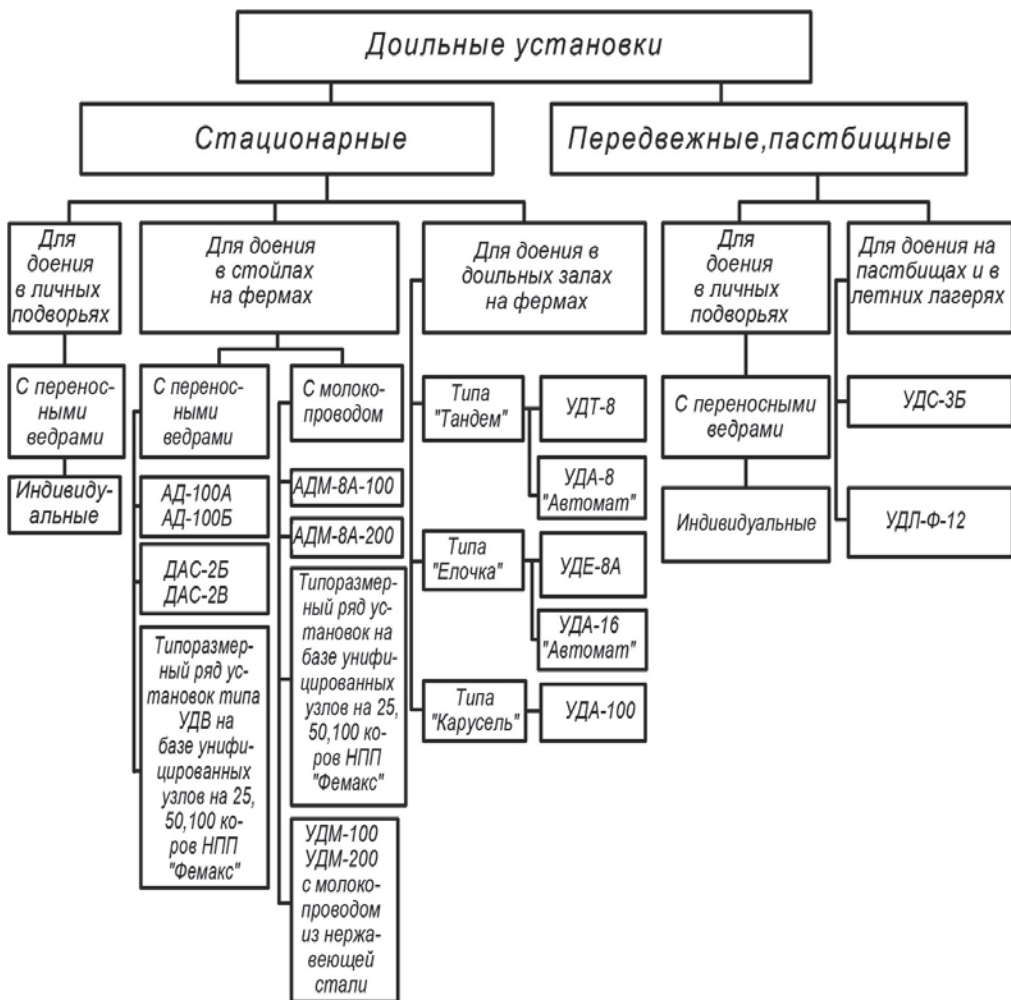 Доильные установки
Стационарные
Передвежные,пастбищные
Для
доения
в личных
подворьях
Для доения
в стойлах
на фермах
Для доения в
доильных залах
на фермах
Для
доения
в личных
подворьях
Для доения на
пастбищах и в
летних лагерях
С перенос-
ными
ведрами
Индивиду-
альные
С перенос-
ными
ведрами
АД-100А
АД-100Б
ДАС-2Б
ДАС-2В
Типоразмер-
ный ряд ус-
тановок типа
УДВ на
базе унифи-
цированных
узлов на 25,
50,100 ко-
ров НПП
"Фемакс"
С молоко-
проводом
АДМ-8А-100
АДМ-8А-200
Типоразмер-
ный ряд ус-
тановок на
базе унифи-
цированных
узлов на 25,
50,100 ко-
ров НПП
"Фемакс"
УДМ-100
УДМ-200
с молоко-
проводом
из нержа-
веющей
стали
Типа
"Тандем"
УДТ-8
УДА-8
"Автомат"
Типа
"Елочка"
УДЕ-8А
УДА-16
"Автомат"
Типа
"Карусель"
УДА-100
С переносными
ведрами
Индивидуальные
УДС-3Б
УДЛ-Ф-12